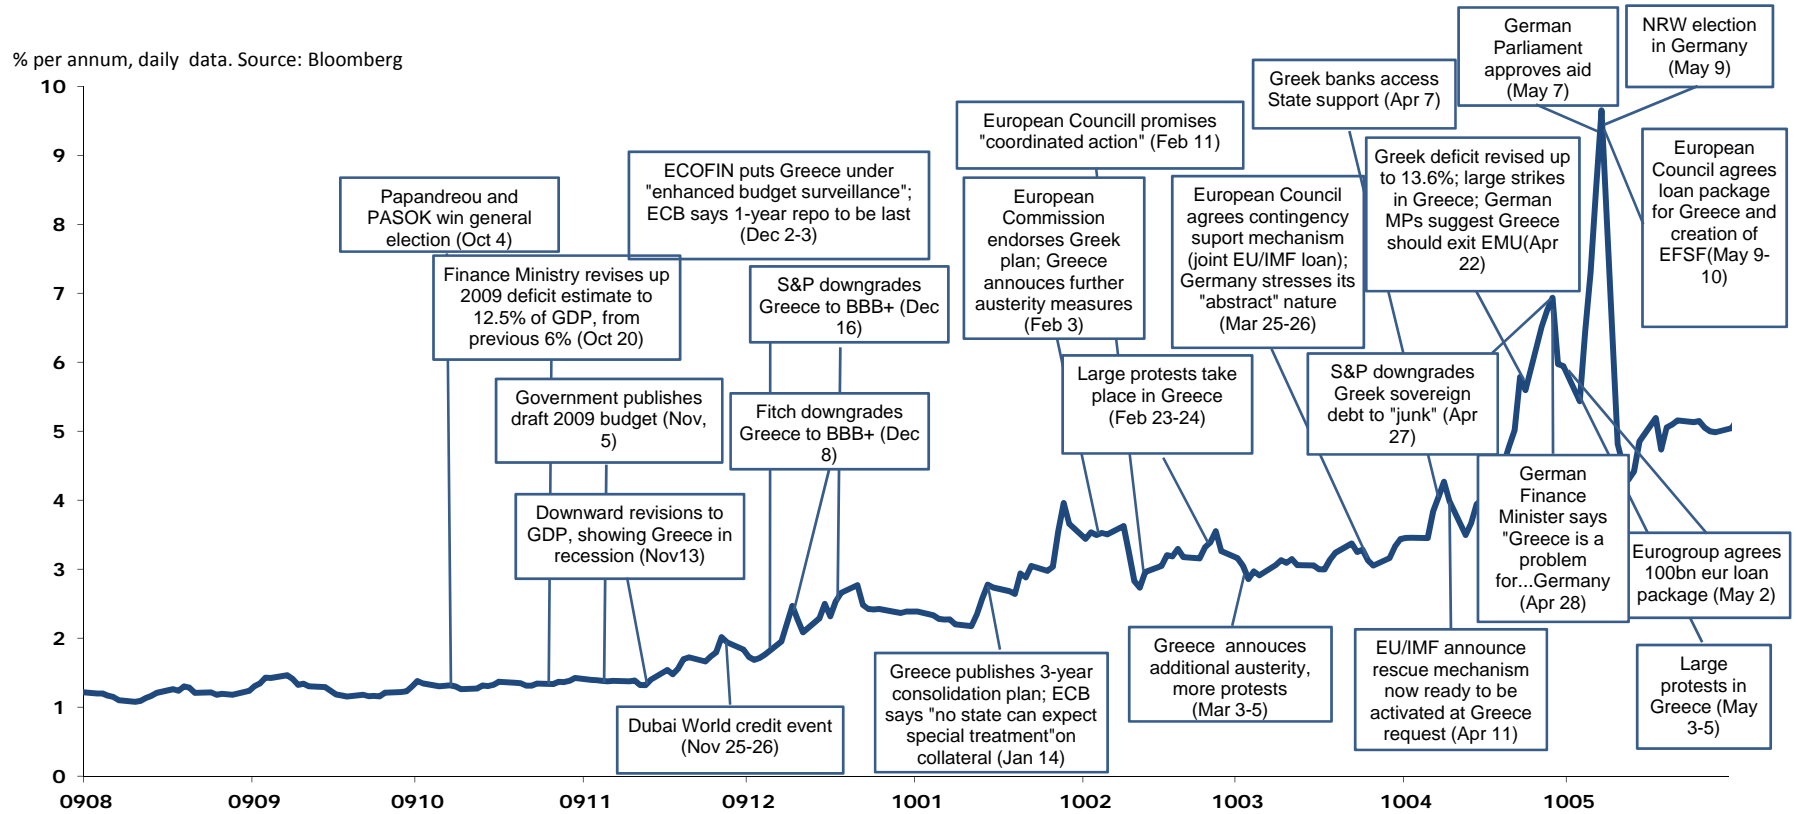 % per annum, daily  data. Source: Bloomberg
10
9
8
7
6
5
4
3
2
1
0
0908
0909
0910
0911
0912
1001
1002
1003
1004
1005
Papandreou and
PASOK win general
election (Oct 4)
Finance Ministry revises up
2009 deficit estimate to
12.5% of GDP, from
previous 6% (Oct 20)
Government publishes
draft 2009 budget (Nov,
5)
Downward revisions to
GDP, showing Greece in
recession (Nov13)
Dubai World credit event
(Nov 25-26)
ECOFIN puts Greece under
"enhanced budget surveillance";
ECB says 1-year repo to be last
(Dec 2-3)
S&P downgrades
Greece to BBB+ (Dec
16)
Fitch downgrades
Greece to BBB+ (Dec
8)
Greece publishes 3-year
consolidation plan; ECB
says "no state can expect
special treatment"on
collateral (Jan 14)
European Councill promises
"coordinated action" (Feb 11)
European
Commission
endorses Greek
plan; Greece
annouces further
austerity measures
(Feb 3)
Large protests take
place in Greece
(Feb 23-24)
Greece  annouces
additional austerity,
more protests
(Mar 3-5)
European Council
agrees contingency
suport mechanism
(joint EU/IMF loan);
Germany stresses its
"abstract" nature
(Mar 25-26)
Greek banks access
State support (Apr 7)
EU/IMF announce
rescue mechanism
now ready to be
activated at Greece
request (Apr 11)
Greek deficit revised up
to 13.6%; large strikes
in Greece; German
MPs suggest Greece
should exit EMU(Apr
22)
S&P downgrades
Greek sovereign
debt to "junk" (Apr
27)
German
Finance
Minister says
"Greece is a
problem
for...Germany
(Apr 28)
Eurogroup agrees
100bn eur loan
package (May 2)
Large
protests in
Greece (May
3-5)
German
Parliament
approves aid
(May 7)
NRW election
in Germany
(May 9)
European
Council agrees
loan package
for Greece and
creation of
EFSF(May 9-
10)